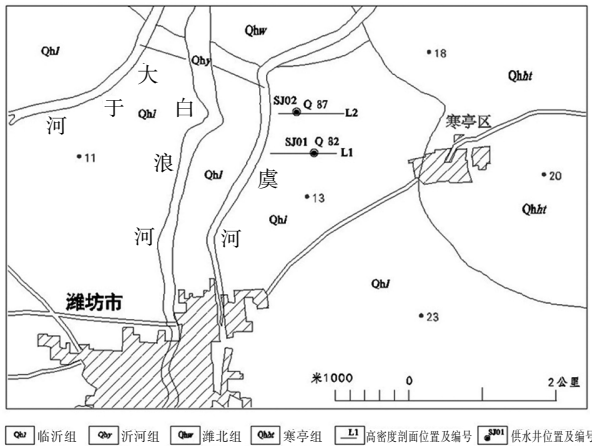 Qhw
Qhl
18
Qhy
Qhht
大
于
河
Qhl
白
浪
河
SJ02 Q 87
L2
寒亭区
SJ01 Q 82
L1
11
Qhl
虞
河
20
13
Qhl
Qhht
Qhl
潍坊市
23
米1000 0 2 公里
Qhl 临沂组 Qhy 沂河组 Qhw 潍北组 Qhht 寒亭组 L1 高密度剖面位置及编号 SJ01 供水井位置及编号